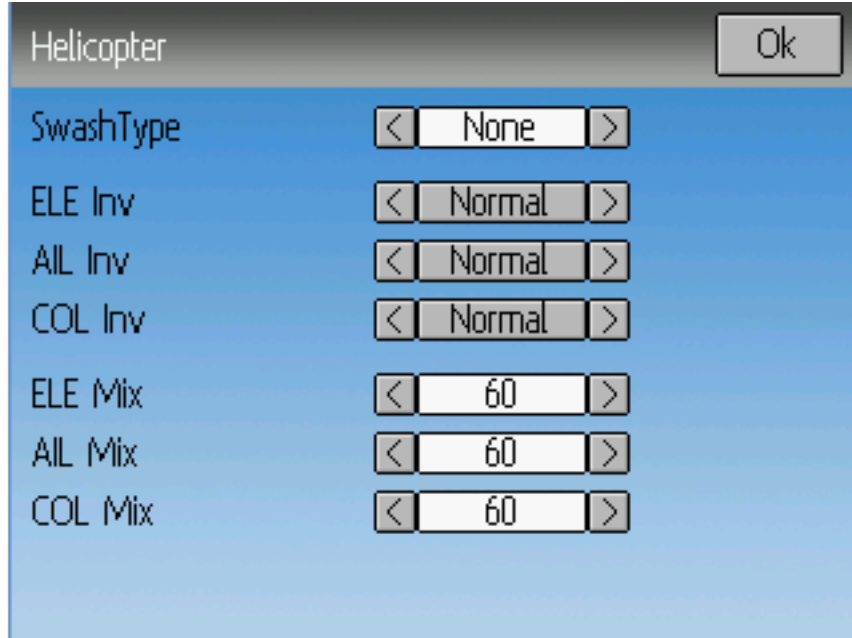 Helicopter Ok
SwashType < None >
ELE Inv < Normal >
AIL Inv < Normal >
COL Inv < Normal >
ELE Mix < 60 >
AIL Mix < 60 >
COL Mix < 60 >